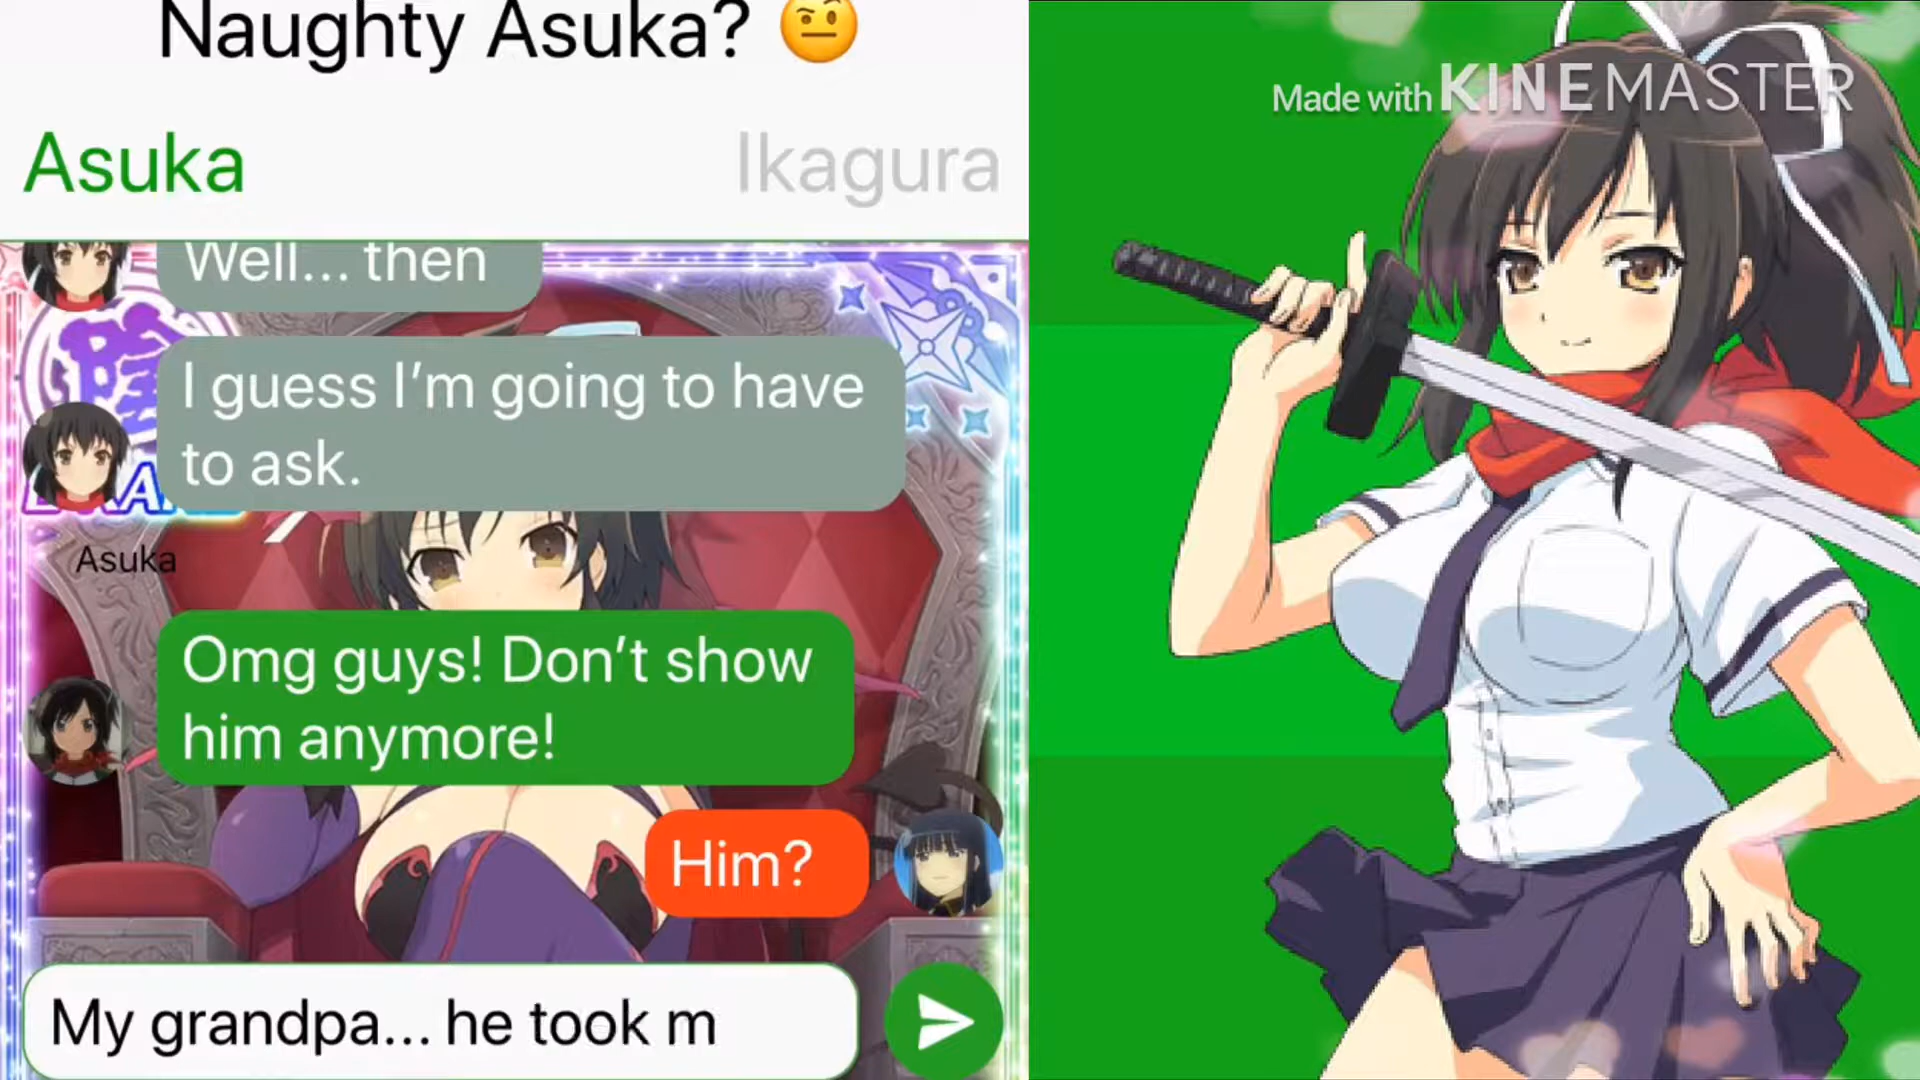 Naughty Asuka? 🤨
Made with KINEMASTER
Asuka
Ikagura
Well... then
I guess I'm going to have
to ask.
Asuka
Omg guys! Don't show
him anymore!
Him?
My grandpa... he took m